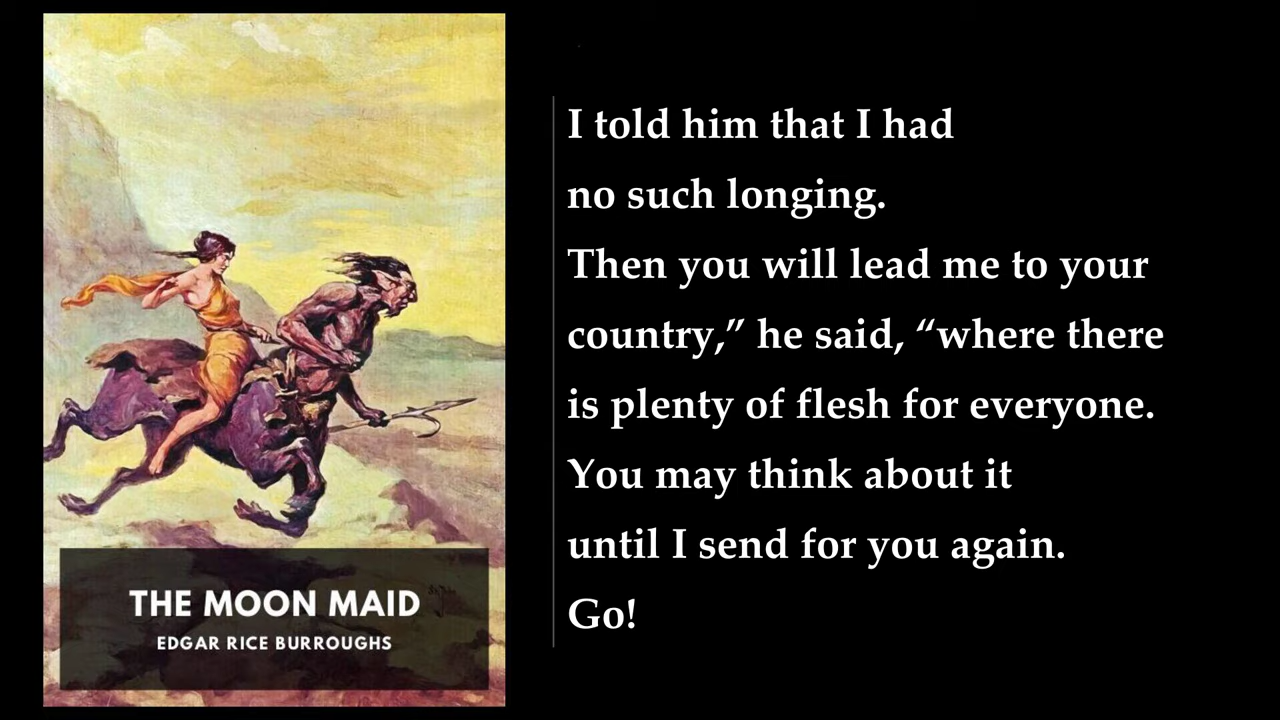 THE MOON MAID
EDGAR RICE BURROUGHS
I told him that I had
no such longing.
Then you will lead me to your
country,” he said, “where there
is plenty of flesh for everyone.
You may think about it
until I send for you again.
Go!